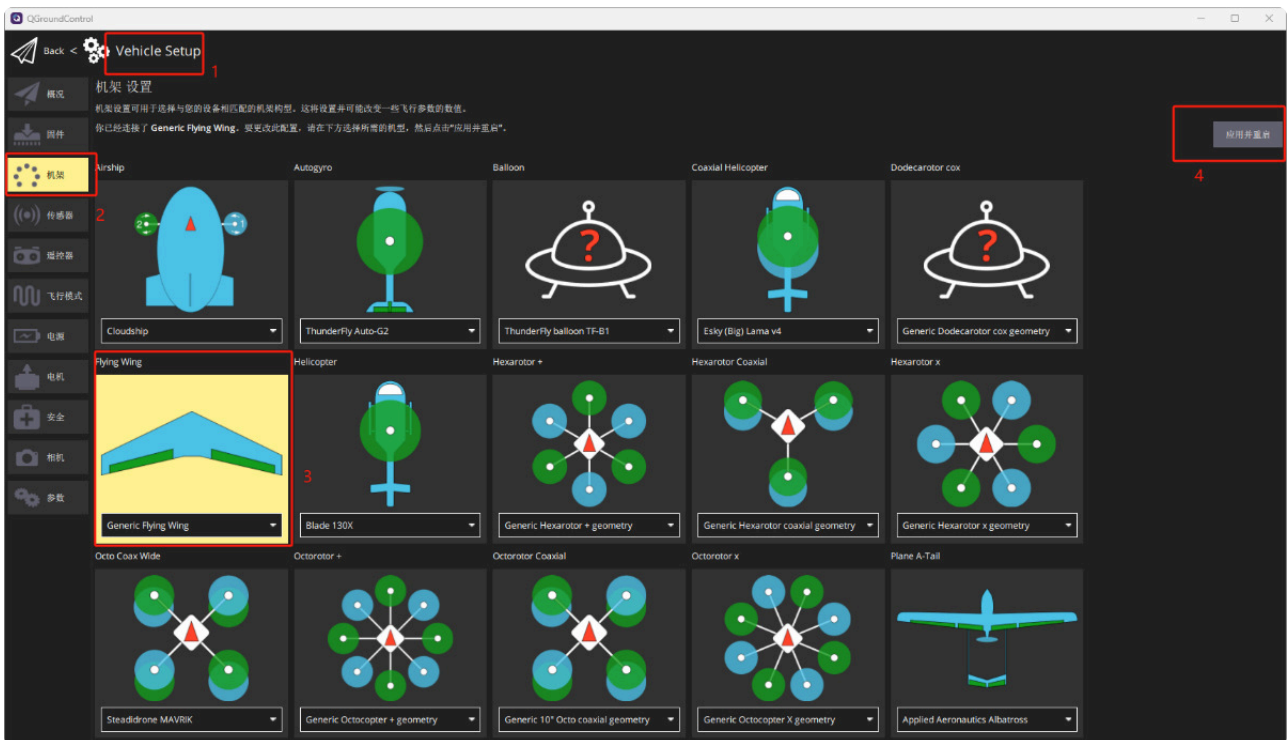 QGroundControl
Back < Vehicle Setup
1
概况
固件
机架
2
传感器
遥控器
飞行模式
电源
电机
安全
相机
参数
机架 设置
机架设置可用于选择与您的设备相匹配的机架构型。这将设置并可能改变一些飞行参数的数值。
你已经连接了 Generic Flying Wing。要更改此配置，请在下方选择所需的机型，然后点击“应用并重启”。
应用并重启
4
Airship
Autogyro
Balloon
Coaxial Helicopter
Dodecarotor cox
2
1
?
?
Cloudship
ThunderFly Auto-G2
ThunderFly balloon TF-B1
Esky (Big) Lama v4
Generic Dodecarotor cox geometry
Flying Wing
Helicopter
Hexarotor +
Hexarotor Coaxial
Hexarotor x
3
Generic Flying Wing
Blade 130X
Generic Hexarotor + geometry
Generic Hexarotor coaxial geometry
Generic Hexarotor x geometry
Octo Coax Wide
Octorotor +
Octorotor Coaxial
Octorotor x
Plane A-Tail
Steadidrone MAVRIK
Generic Octocopter + geometry
Generic 10" Octo coaxial geometry
Generic Octocopter X geometry
Applied Aeronautics Albatross